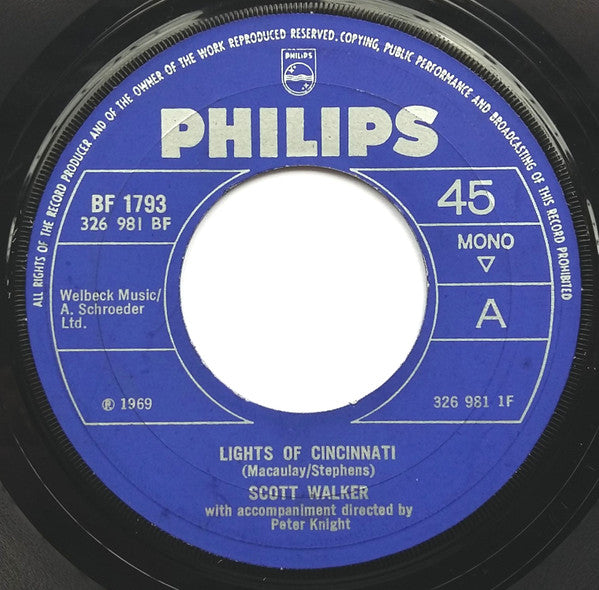 ALL RIGHTS OF THE RECORD PRODUCER AND OF THE OWNER OF THE WORK REPRODUCED RESERVED. COPYING, PUBLIC PERFORMANCE AND BROADCASTING OF THIS RECORD PROHIBITED
PHILIPS
PHILIPS
BF 1793
326 981 BF
45
MONO
Welbeck Music/
A. Schroeder
Ltd.
A
℗ 1969
326 981 1F
LIGHTS OF CINCINNATI
(Macaulay/Stephens)
SCOTT WALKER
with accompaniment directed by
Peter Knight